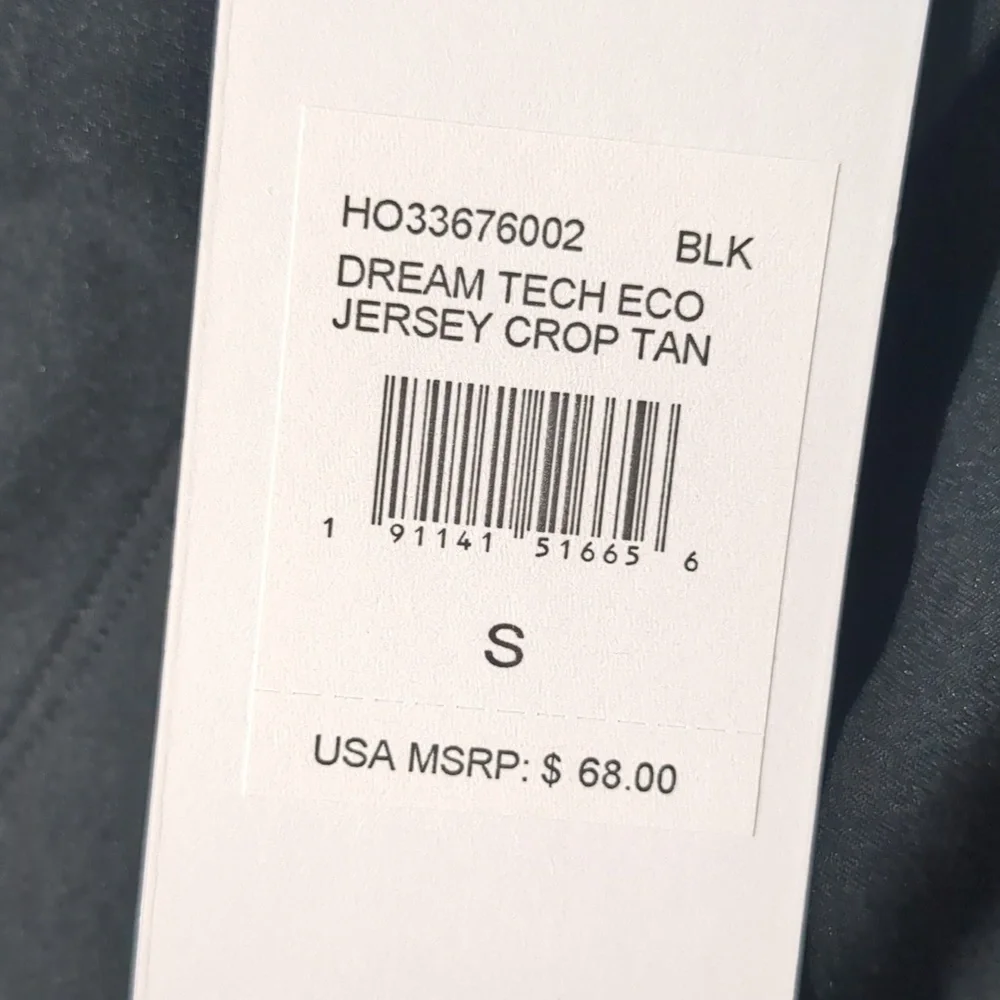 HO33676002 BLK
DREAM TECH ECO
JERSEY CROP TAN
1 91141 51665 6
S
USA MSRP: $ 68.00